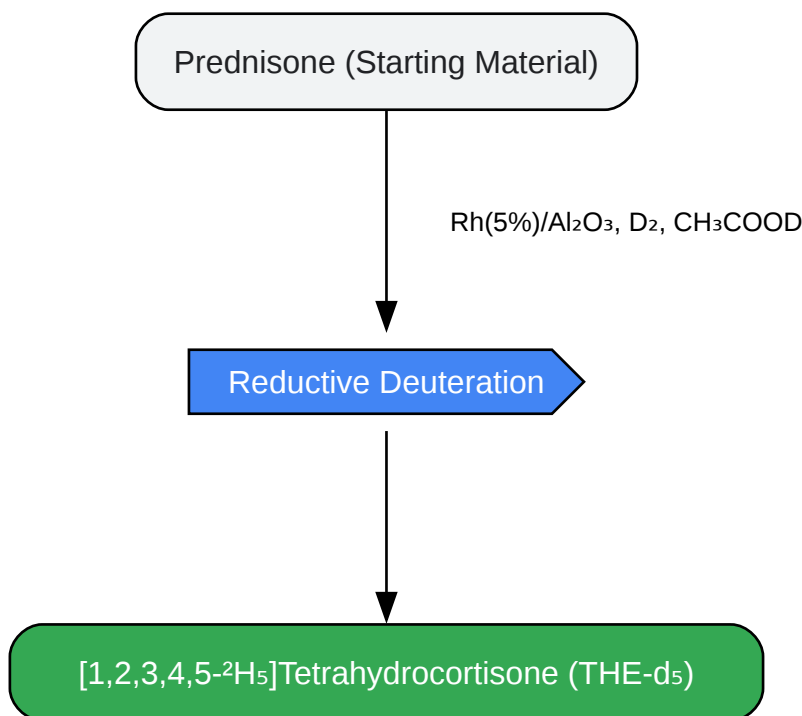 Prednisone (Starting Material)
Rh(5%)/Al₂O₃, D₂, CH₃COOD
Reductive Deuteration
[1,2,3,4,5-²H₅]Tetrahydrocortisone (THE-d₅)